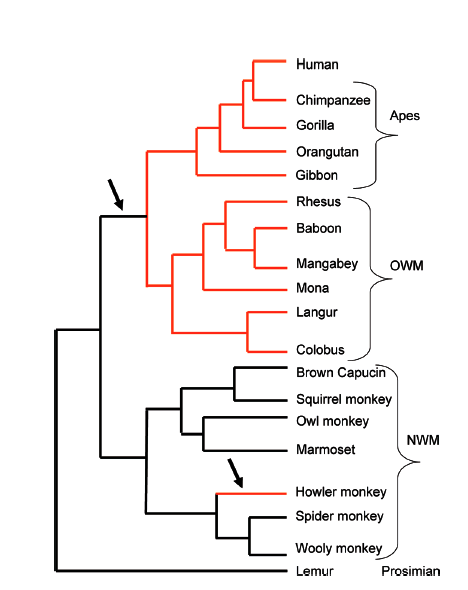 Human
Chimpanzee
Gorilla
Apes
Orangutan
Gibbon
Rhesus
Baboon
Mangabey
OWM
Mona
Langur
Colobus
Brown Capucin
Squirrel monkey
Owl monkey
NWM
Marmoset
Howler monkey
Spider monkey
Wooly monkey
Lemur
Prosimian